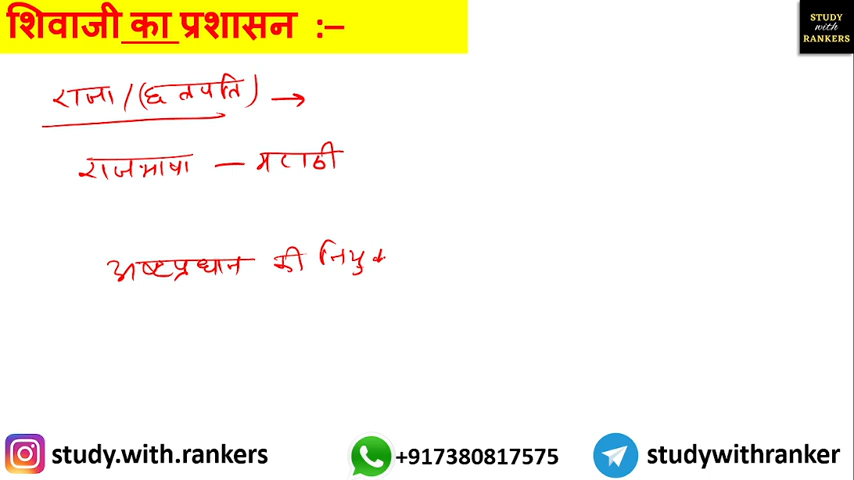 शिवाजी का प्रशासन :–
STUDY
with
RANKERS
राजा/(छत्रपति) →
राजभाषा – मराठी
अष्टप्रधान की नियुक
study.with.rankers
+917380817575
studywithranker